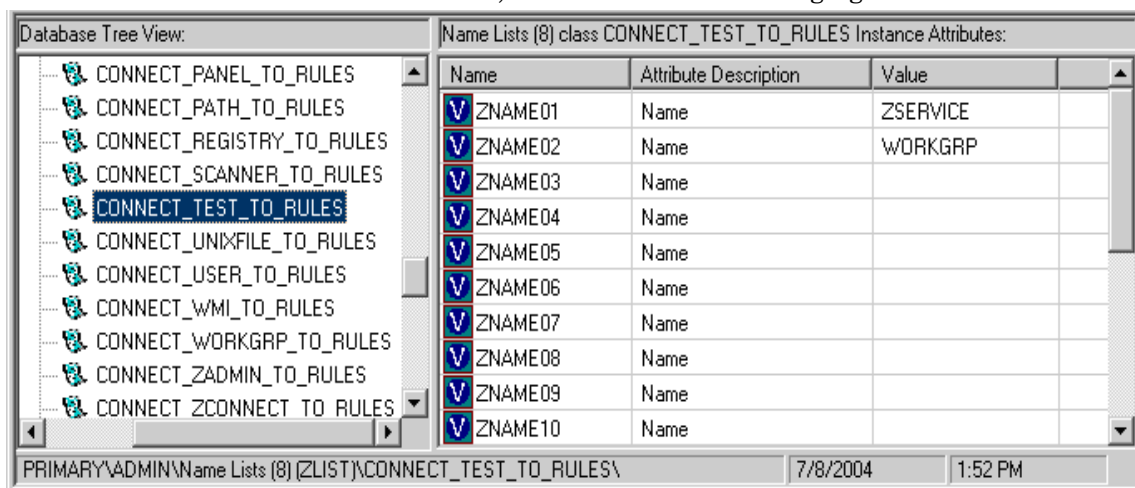 Database Tree View:
CONNECT_PANEL_TO_RULES
CONNECT_PATH_TO_RULES
CONNECT_REGISTRY_TO_RULES
CONNECT_SCANNER_TO_RULES
CONNECT_TEST_TO_RULES
CONNECT_UNIXFILE_TO_RULES
CONNECT_USER_TO_RULES
CONNECT_WMI_TO_RULES
CONNECT_WORKGRP_TO_RULES
CONNECT_ZADMIN_TO_RULES
CONNECT_ZCONNECT_TO_RULES
Name Lists (8) class CONNECT_TEST_TO_RULES Instance Attributes:
Name Attribute Description Value
V ZNAME01 Name ZSERVICE
V ZNAME02 Name WORKGRP
V ZNAME03 Name
V ZNAME04 Name
V ZNAME05 Name
V ZNAME06 Name
V ZNAME07 Name
V ZNAME08 Name
V ZNAME09 Name
V ZNAME10 Name
PRIMARY\ADMIN\Name Lists (8) (ZLIST)\CONNECT_TEST_TO_RULES\ 7/8/2004 1:52 PM